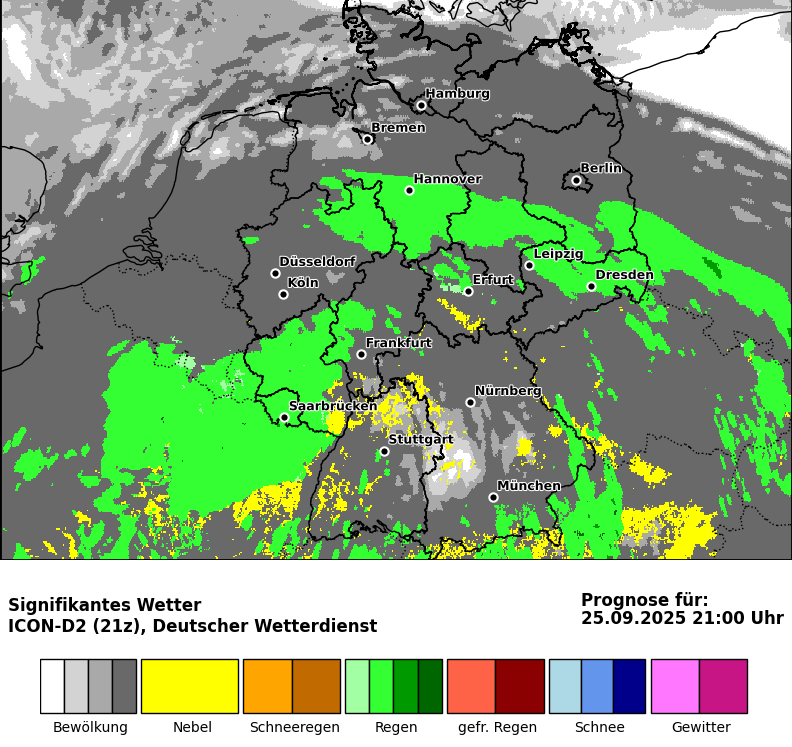 Hamburg
Bremen
Berlin
Hannover
Leipzig
Düsseldorf
Dresden
Köln
Erfurt
Frankfurt
Nürnberg
Saarbrücken
Stuttgart
München
Signifikantes Wetter
ICON-D2 (21z), Deutscher Wetterdienst
Prognose für:
25.09.2025 21:00 Uhr
Bewölkung Nebel Schneeregen Regen gefr. Regen Schnee Gewitter